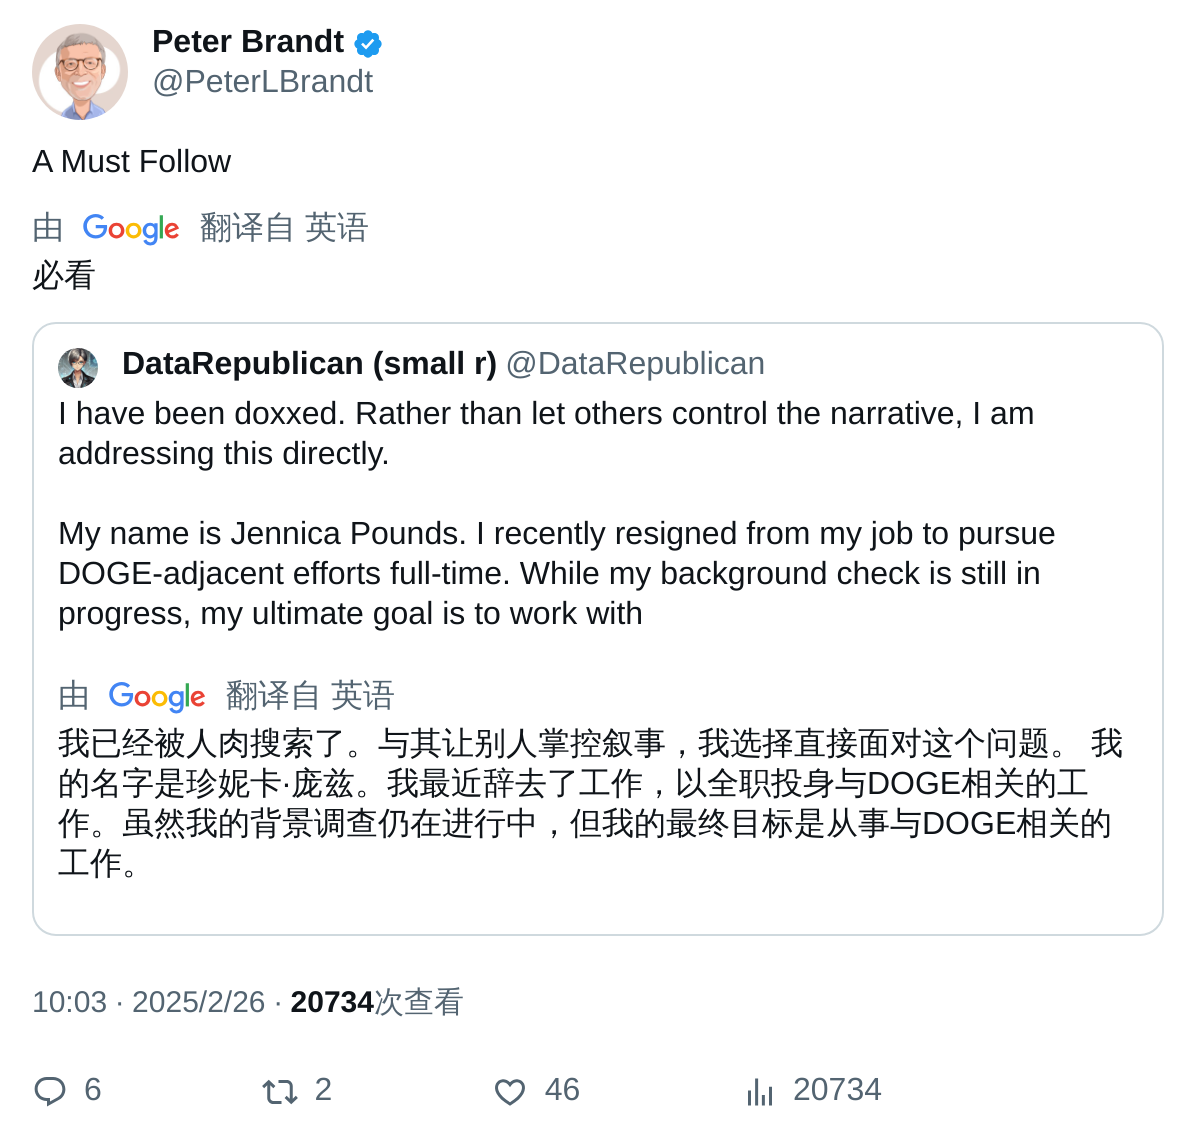 Peter Brandt
@PeterLBrandt
A Must Follow
由 Google 翻译自 英语
必看
DataRepublican (small r) @DataRepublican
I have been doxxed. Rather than let others control the narrative, I am
addressing this directly.
My name is Jennica Pounds. I recently resigned from my job to pursue
DOGE-adjacent efforts full-time. While my background check is still in
progress, my ultimate goal is to work with
由 Google 翻译自 英语
我已经被人肉搜索了。与其让别人掌控叙事，我选择直接面对这个问题。 我
的名字是珍妮卡·庞兹。我最近辞去了工作，以全职投身与DOGE相关的工
作。虽然我的背景调查仍在进行中，但我的最终目标是从事与DOGE相关的
工作。
10:03 · 2025/2/26 · 20734次查看
6 2 46 20734